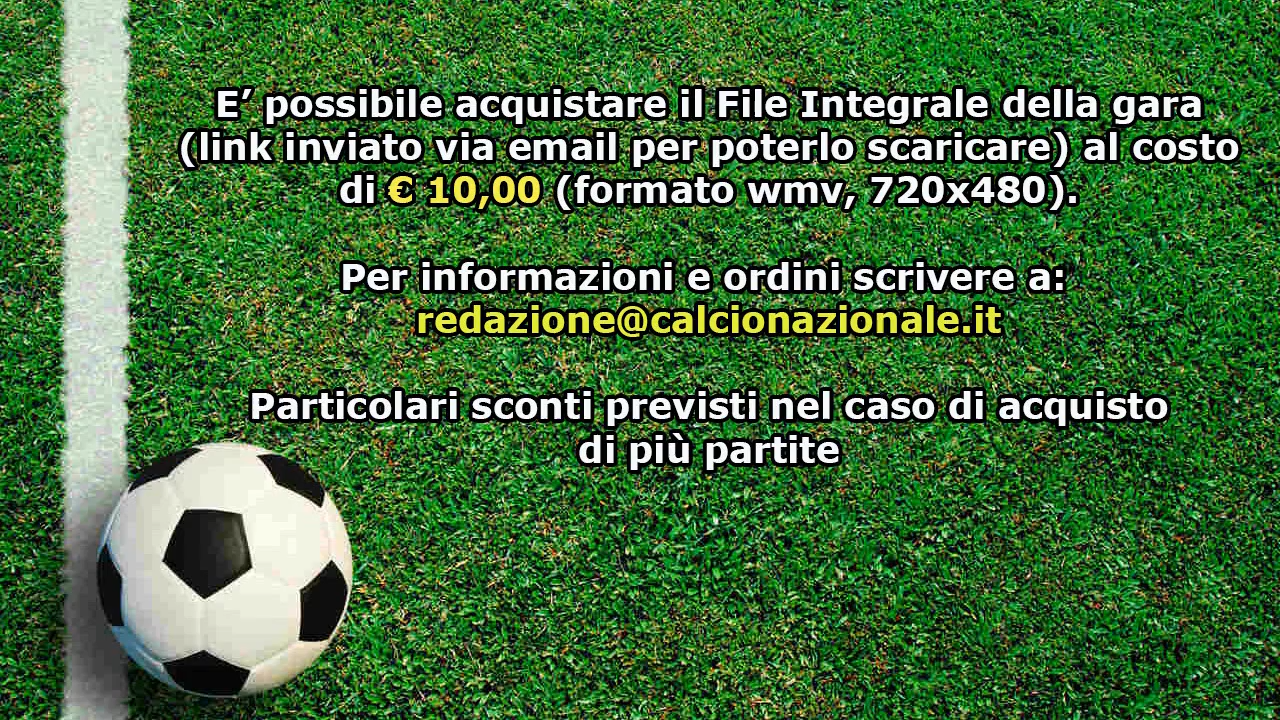 E’ possibile acquistare il File Integrale della gara
(link inviato via email per poterlo scaricare) al costo
di € 10,00 (formato wmv, 720x480).
Per informazioni e ordini scrivere a:
redazione@calcionazionale.it
Particolari sconti previsti nel caso di acquisto
di più partite